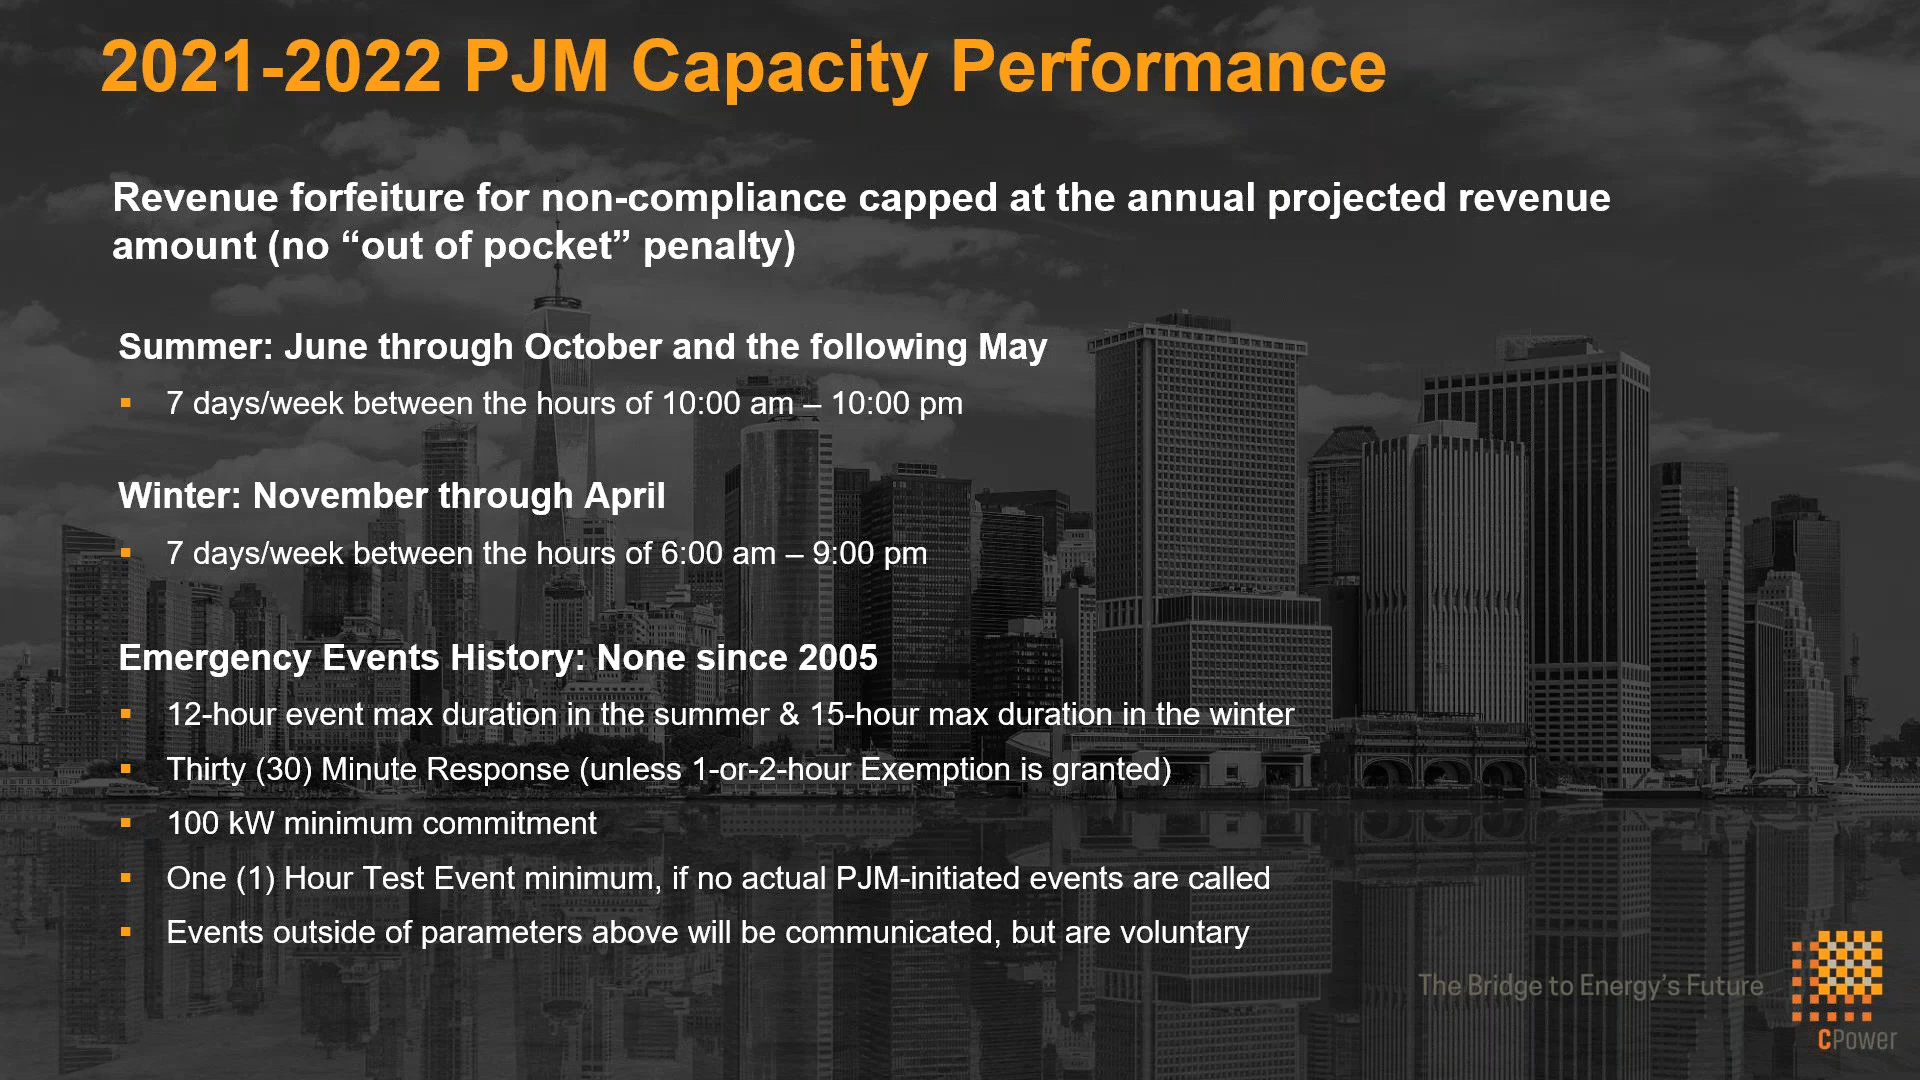 2021-2022 PJM Capacity Performance
Revenue forfeiture for non-compliance capped at the annual projected revenue
amount (no “out of pocket” penalty)
Summer: June through October and the following May
▪ 7 days/week between the hours of 10:00 am – 10:00 pm
Winter: November through April
▪ 7 days/week between the hours of 6:00 am – 9:00 pm
Emergency Events History: None since 2005
▪ 12-hour event max duration in the summer & 15-hour max duration in the winter
▪ Thirty (30) Minute Response (unless 1-or-2-hour Exemption is granted)
▪ 100 kW minimum commitment
▪ One (1) Hour Test Event minimum, if no actual PJM-initiated events are called
▪ Events outside of parameters above will be communicated, but are voluntary
The Bridge to Energy’s Future
CPower